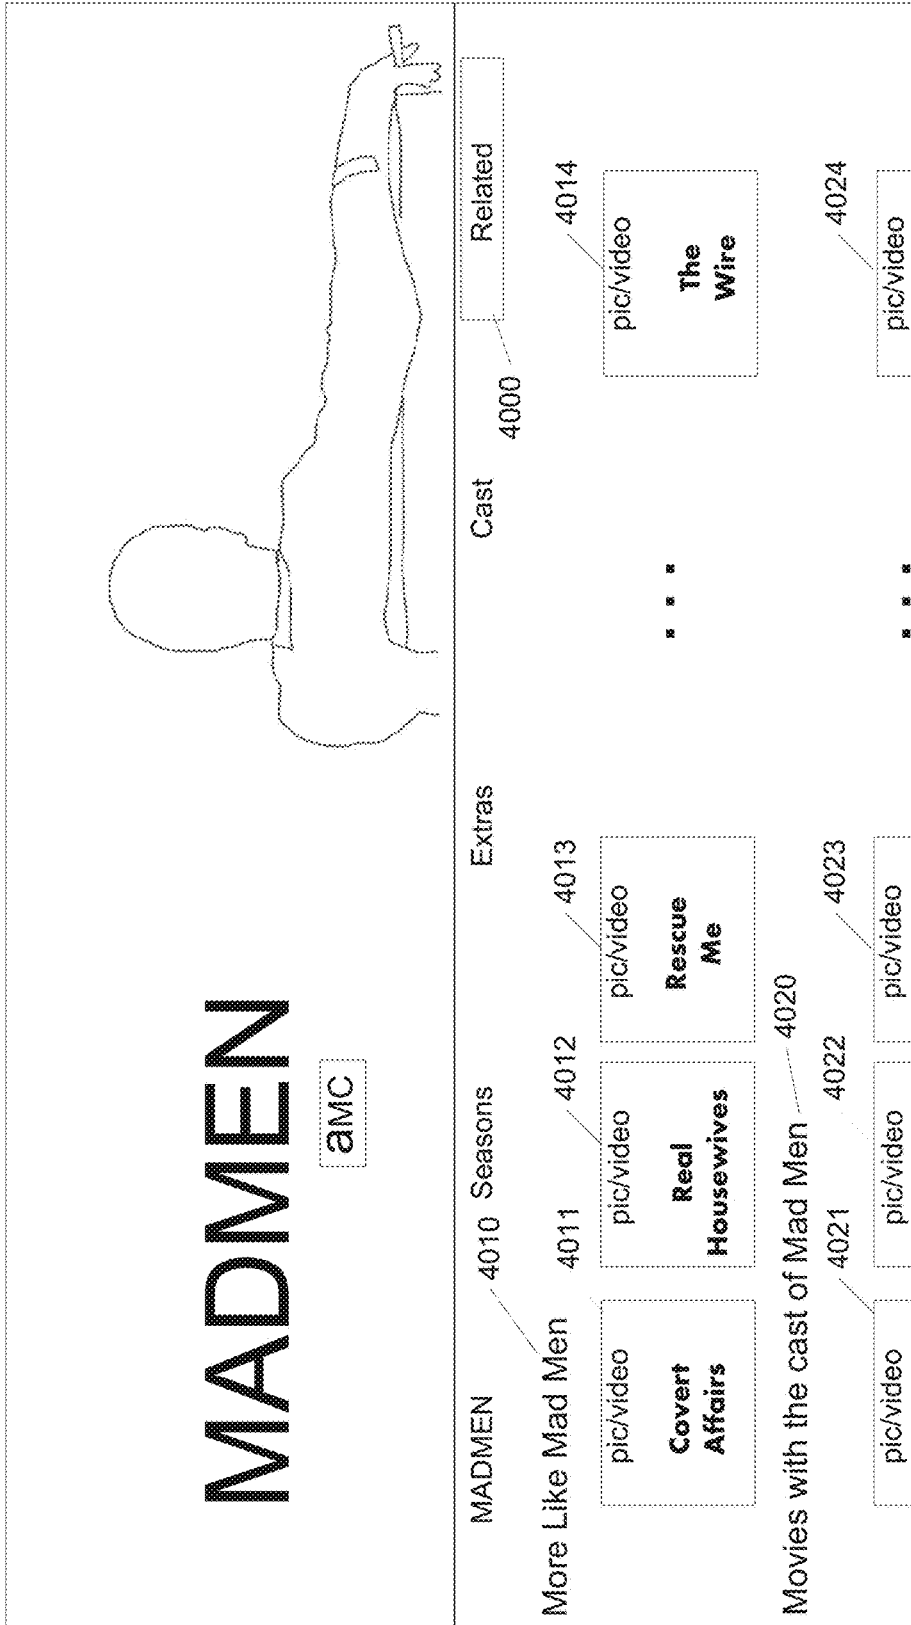 MADMEN
aMC
MADMEN Seasons Extras Cast Related
4000
4010
More Like Mad Men
4011 4012 4013 4014
pic/video pic/video pic/video pic/video
Covert Real Rescue The
Affairs Housewives Me Wire
. . .
Movies with the cast of Mad Men 4020
4021 4022 4023 4024
pic/video pic/video pic/video pic/video
. . .